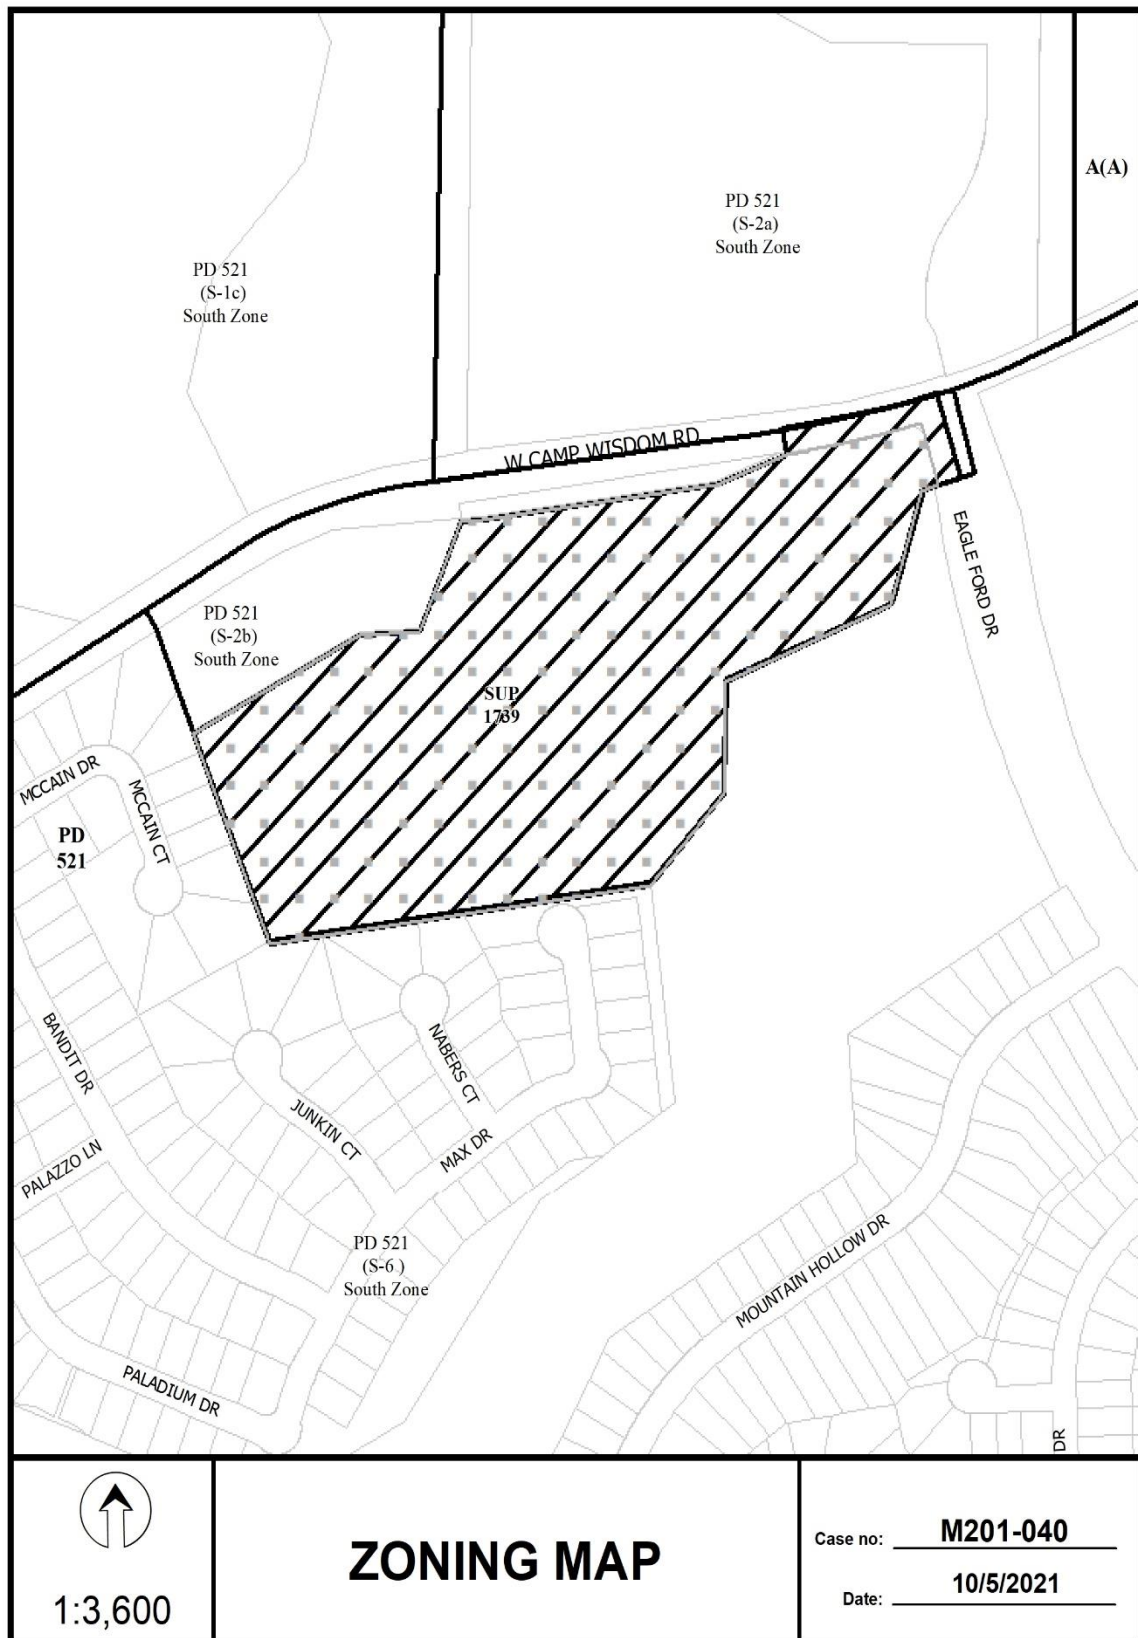 A(A)
PD 521
(S-2a)
South Zone
PD 521
(S-1c)
South Zone
W CAMP WISDOM RD
EAGLE FORD DR
PD 521
(S-2b)
South Zone
SUP
1739
MCCAIN DR
MCCAIN CT
PD
521
BANDIT DR
NABERS CT
JUNKIN CT
MAX DR
PALAZZO LN
PD 521
(S-6 )
South Zone
MOUNTAIN HOLLOW DR
PALADIUM DR
DR
1:3,600
ZONING MAP
Case no: M201-040
Date: 10/5/2021